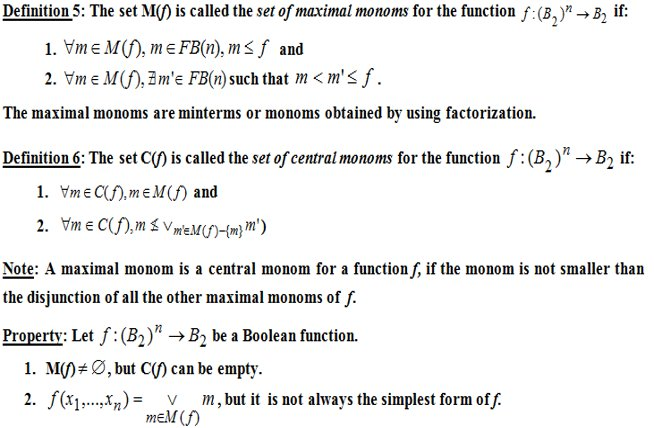 Definition 5: The set M(f) is called the set of maximal monoms for the function f:(B₂)ⁿ → B₂ if:
1. ∀m ∈ M(f), m ∈ FB(n), m ≤ f and
2. ∀m ∈ M(f), ∄m'∈ FB(n) such that m < m' ≤ f .
The maximal monoms are minterms or monoms obtained by using factorization.
Definition 6: The set C(f) is called the set of central monoms for the function f:(B₂)ⁿ → B₂ if:
1. ∀m ∈ C(f), m ∈ M(f) and
2. ∀m ∈ C(f), m ≰ ∨m'∈M(f)−{m} m')
Note: A maximal monom is a central monom for a function f, if the monom is not smaller than
the disjunction of all the other maximal monoms of f.
Property: Let f:(B₂)ⁿ → B₂ be a Boolean function.
1. M(f) ≠ ∅, but C(f) can be empty.
2. f(x₁,...,xₙ) = ∨ m, but it is not always the simplest form of f.
m∈M(f)